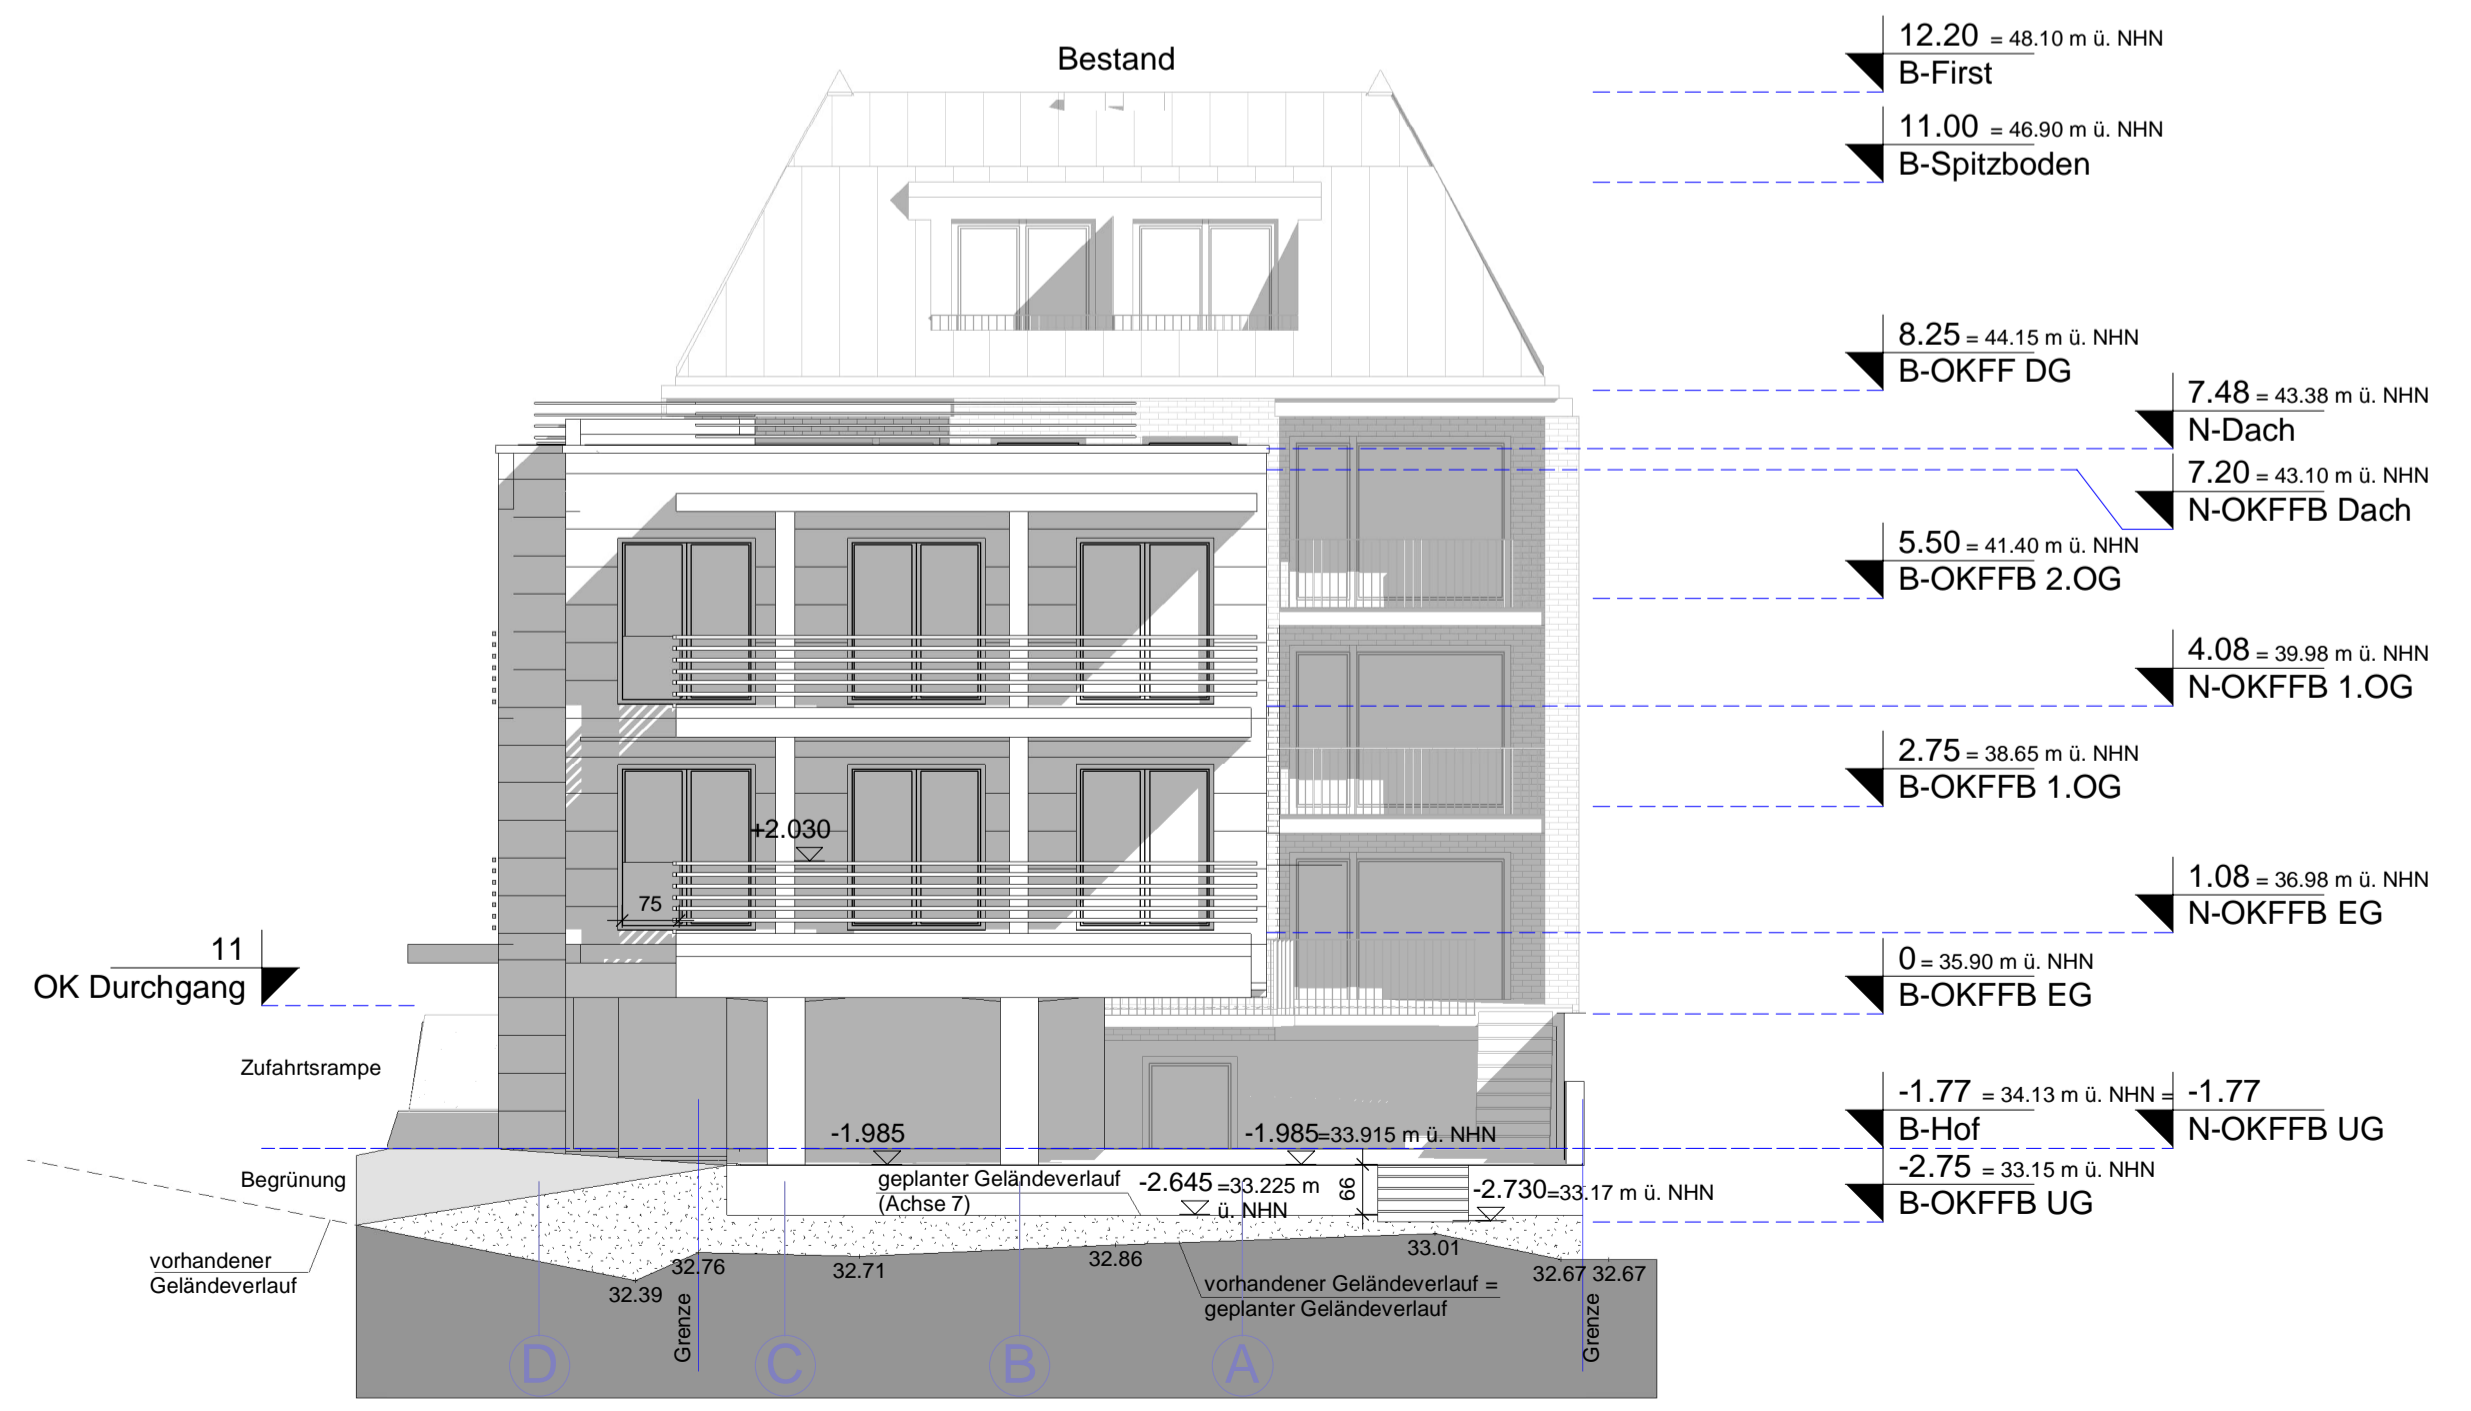 Bestand
12.20 = 48.10 m ü. NHN
B-First
11.00 = 46.90 m ü. NHN
B-Spitzboden
8.25 = 44.15 m ü. NHN
B-OKFF DG
7.48 = 43.38 m ü. NHN
N-Dach
7.20 = 43.10 m ü. NHN
N-OKFFB Dach
5.50 = 41.40 m ü. NHN
B-OKFFB 2.OG
4.08 = 39.98 m ü. NHN
N-OKFFB 1.OG
2.75 = 38.65 m ü. NHN
B-OKFFB 1.OG
+2.030
75
1.08 = 36.98 m ü. NHN
N-OKFFB EG
11
OK Durchgang
0 = 35.90 m ü. NHN
B-OKFFB EG
Zufahrtsrampe
-1.77 = 34.13 m ü. NHN = -1.77
B-Hof
N-OKFFB UG
-1.985
-1.985=33.915 m ü. NHN
-2.75 = 33.15 m ü. NHN
B-OKFFB UG
Begrünung
geplanter Geländeverlauf
(Achse 7)
-2.645 =33.225 m
ü. NHN
66
-2.730=33.17 m ü. NHN
vorhandener
Geländeverlauf
32.39
32.76
32.71
32.86
33.01
32.67 32.67
vorhandener Geländeverlauf =
geplanter Geländeverlauf
Grenze
Grenze
D
C
B
A